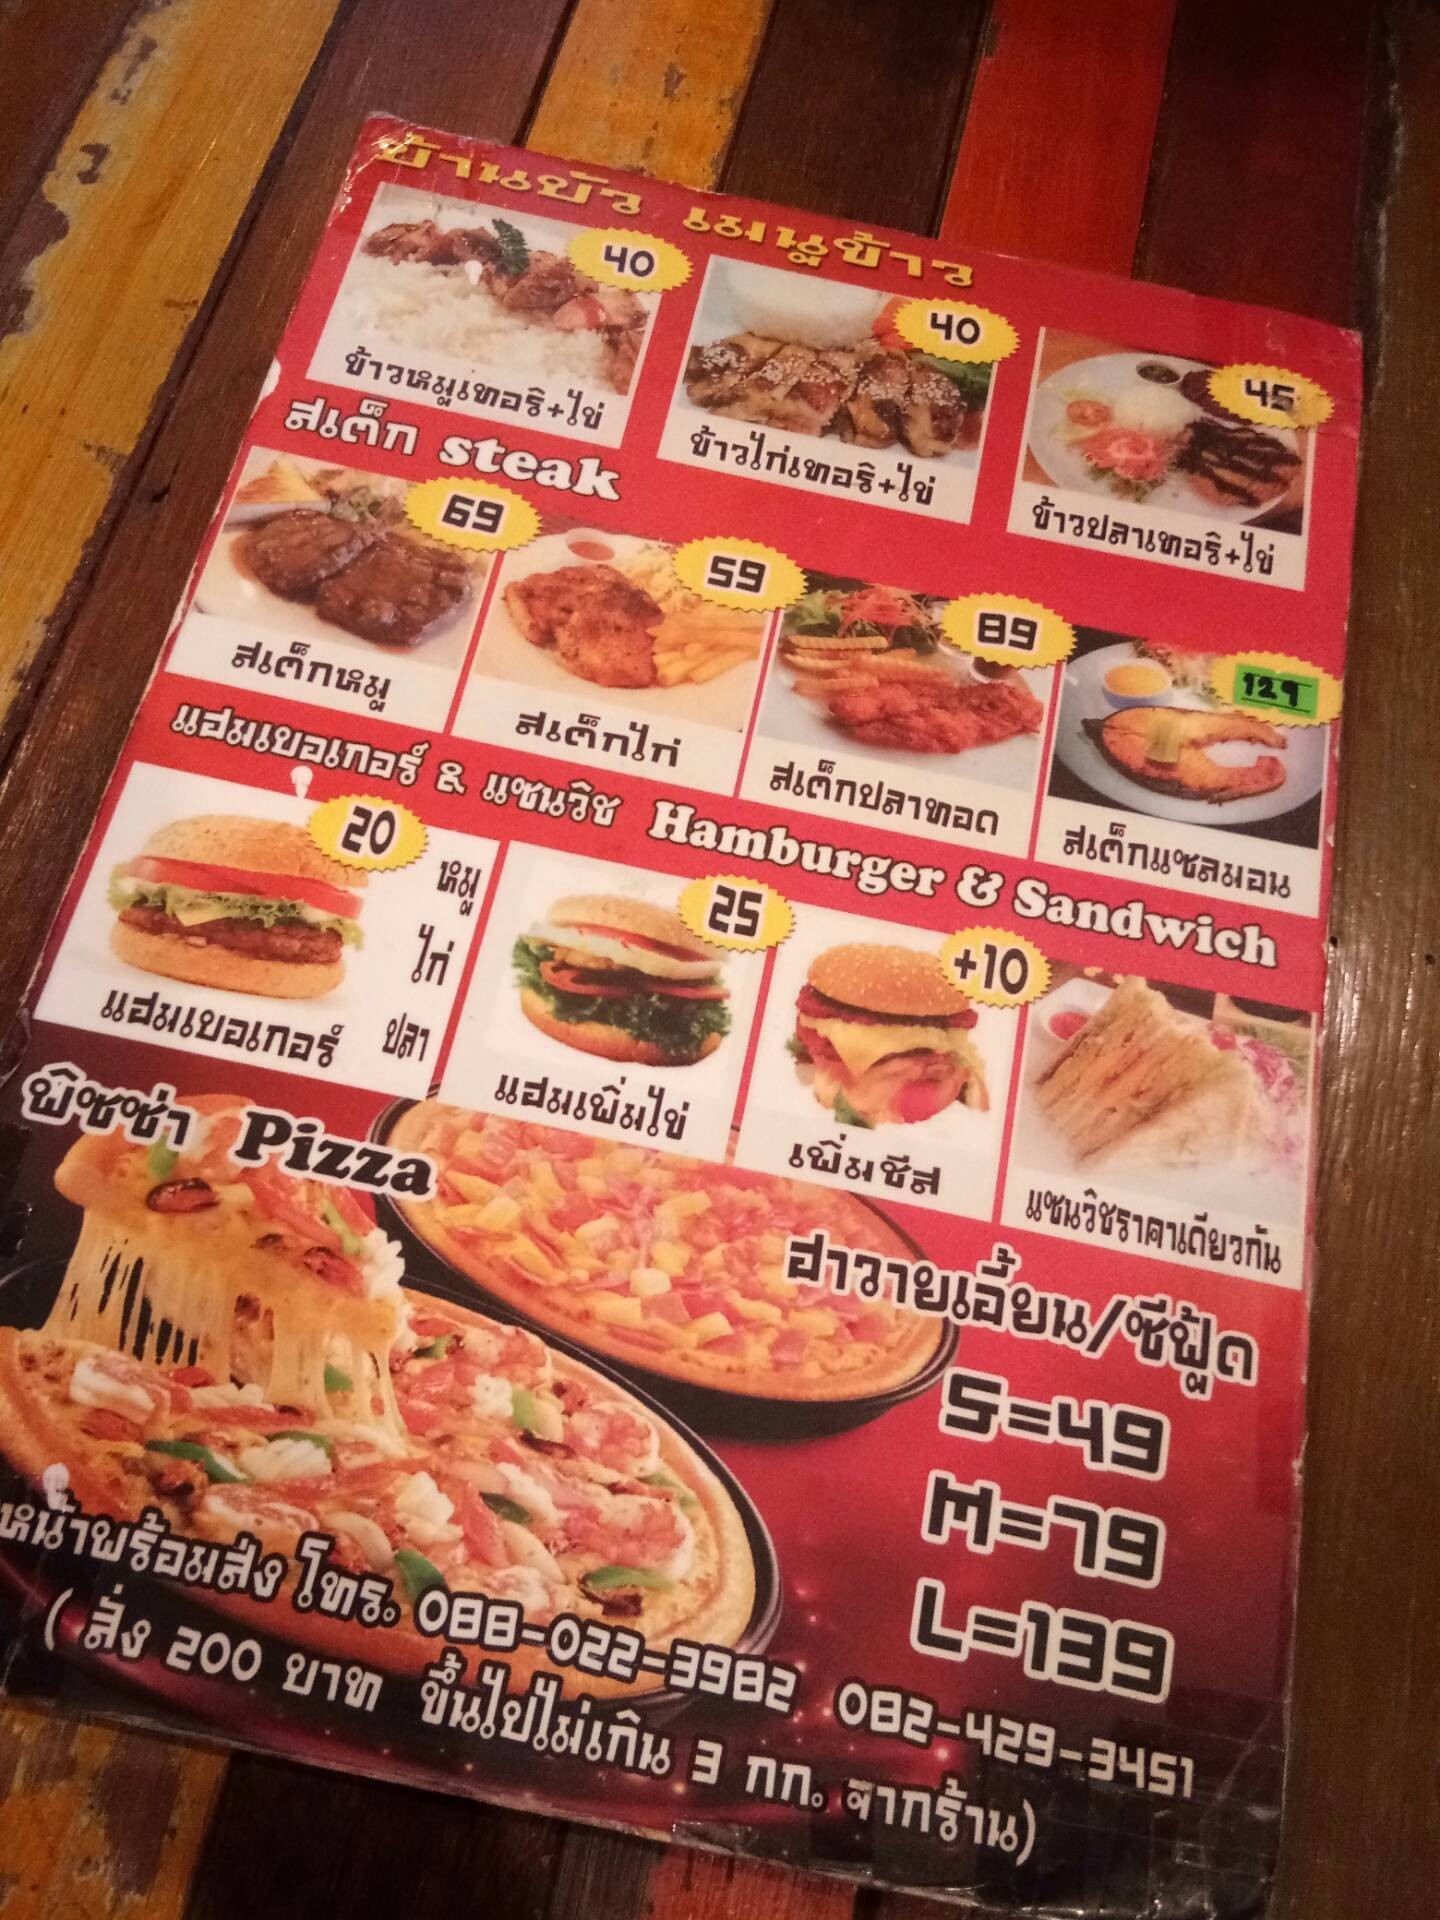 บ้านบัว เมนูข้าว
40
40
45
ข้าวหมูเทอริ+ไข่
ข้าวไก่เทอริ+ไข่
ข้าวปลาเทอริ+ไข่
สเต็ก steak
69
59
89
129
สเต็กหมู
สเต็กไก่
สเต็กปลาทอด
สเต็กแซลมอน
แฮมเบอเกอร์ & แซนวิช Hamburger & Sandwich
20
25
+10
หมู
ไก่
ปลา
แฮมเบอเกอร์
แฮมเพิ่มไข่
เพิ่มชีส
แซนวิชราคาเดียวกัน
พิซซ่า Pizza
ฮาวายเอี้ยน/ซีฟู้ด
S=49
M=79
L=139
หน้าพร้อมส่ง โทร. 088-022-3982 082-429-3451
( สั่ง 200 บาท ขึ้นไปไม่เกิน 3 กก. จากร้าน)